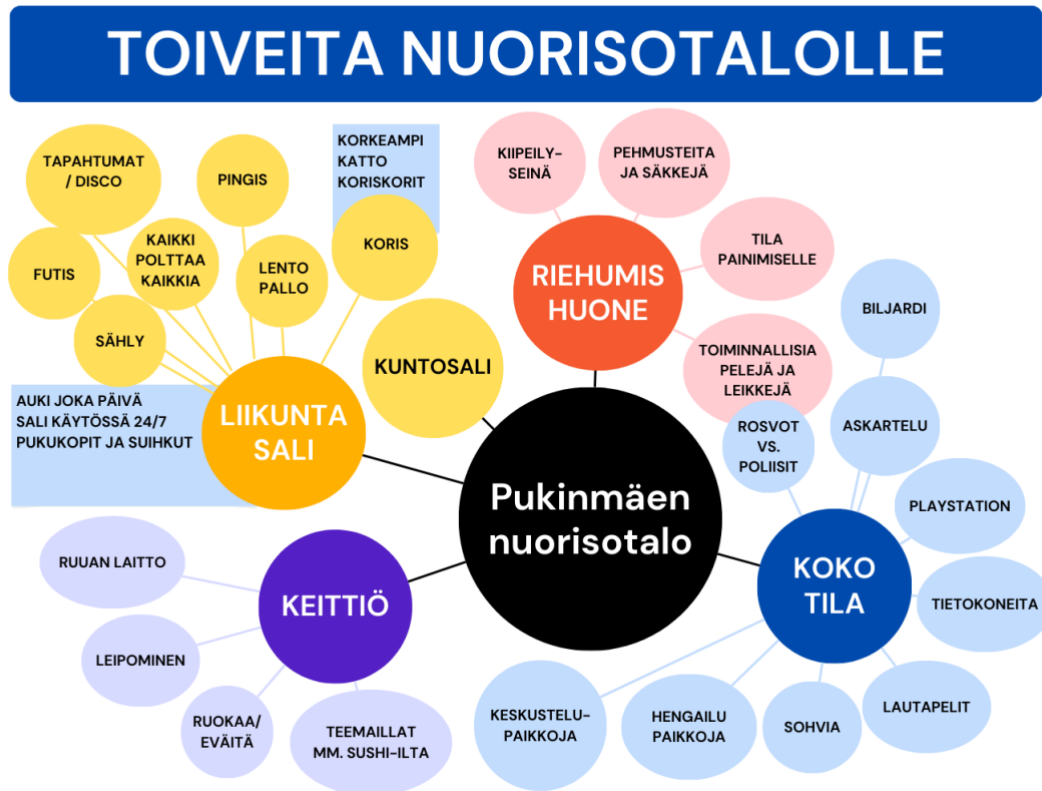 TOIVEITA NUORISOTALOLLE
TAPAHTUMAT
/ DISCO
PINGIS
KORKEAMPI
KATTO
KORISKORIT
KORIS
FUTIS
KAIKKI
POLTTAA
KAIKKIA
LENTO
PALLO
SÄHLY
KUNTOSALI
AUKI JOKA PÄIVÄ
SALI KÄYTÖSSÄ 24/7
PUKUKOPIT JA SUIHKUT
LIIKUNTA
SALI
KIIPEILY-
SEINÄ
PEHMUSTEITA
JA SÄKKEJÄ
RIEHUMIS
HUONE
TILA
PAINIMISELLE
TOIMINNALLISIA
PELEJÄ JA
LEIKKEJÄ
BILJARDI
ROSVOT
VS.
POLIISIT
ASKARTELU
Pukinmäen
nuorisotalo
PLAYSTATION
KOKO
TILA
TIETOKONEITA
LAUTAPELIT
SOHVIA
HENGAILU
PAIKKOJA
KESKUSTELU-
PAIKKOJA
KEITTIÖ
RUUAN LAITTO
LEIPOMINEN
RUOKAA/
EVÄITÄ
TEEMAILLAT
MM. SUSHI-ILTA